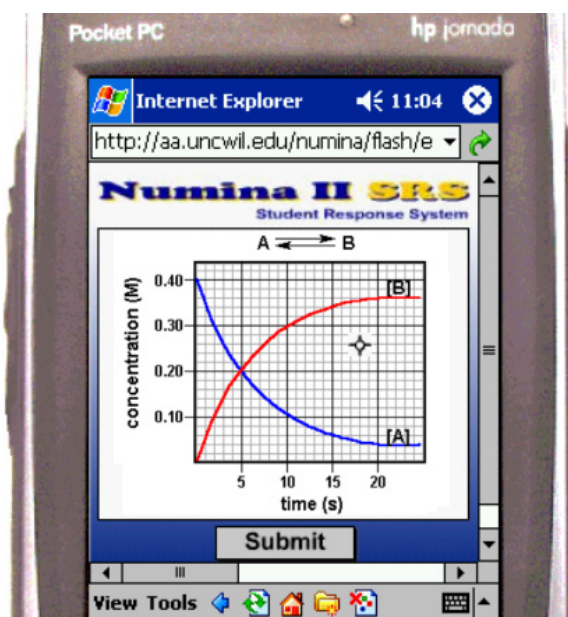 Pocket PC hp jornada
Internet Explorer 11:04
http://aa.uncwil.edu/numina/flash/e
Numina II SRS
Student Response System
A B
concentration (M)
0.40
0.30
0.20
0.10
[B]
[A]
5 10 15 20
time (s)
Submit
View Tools